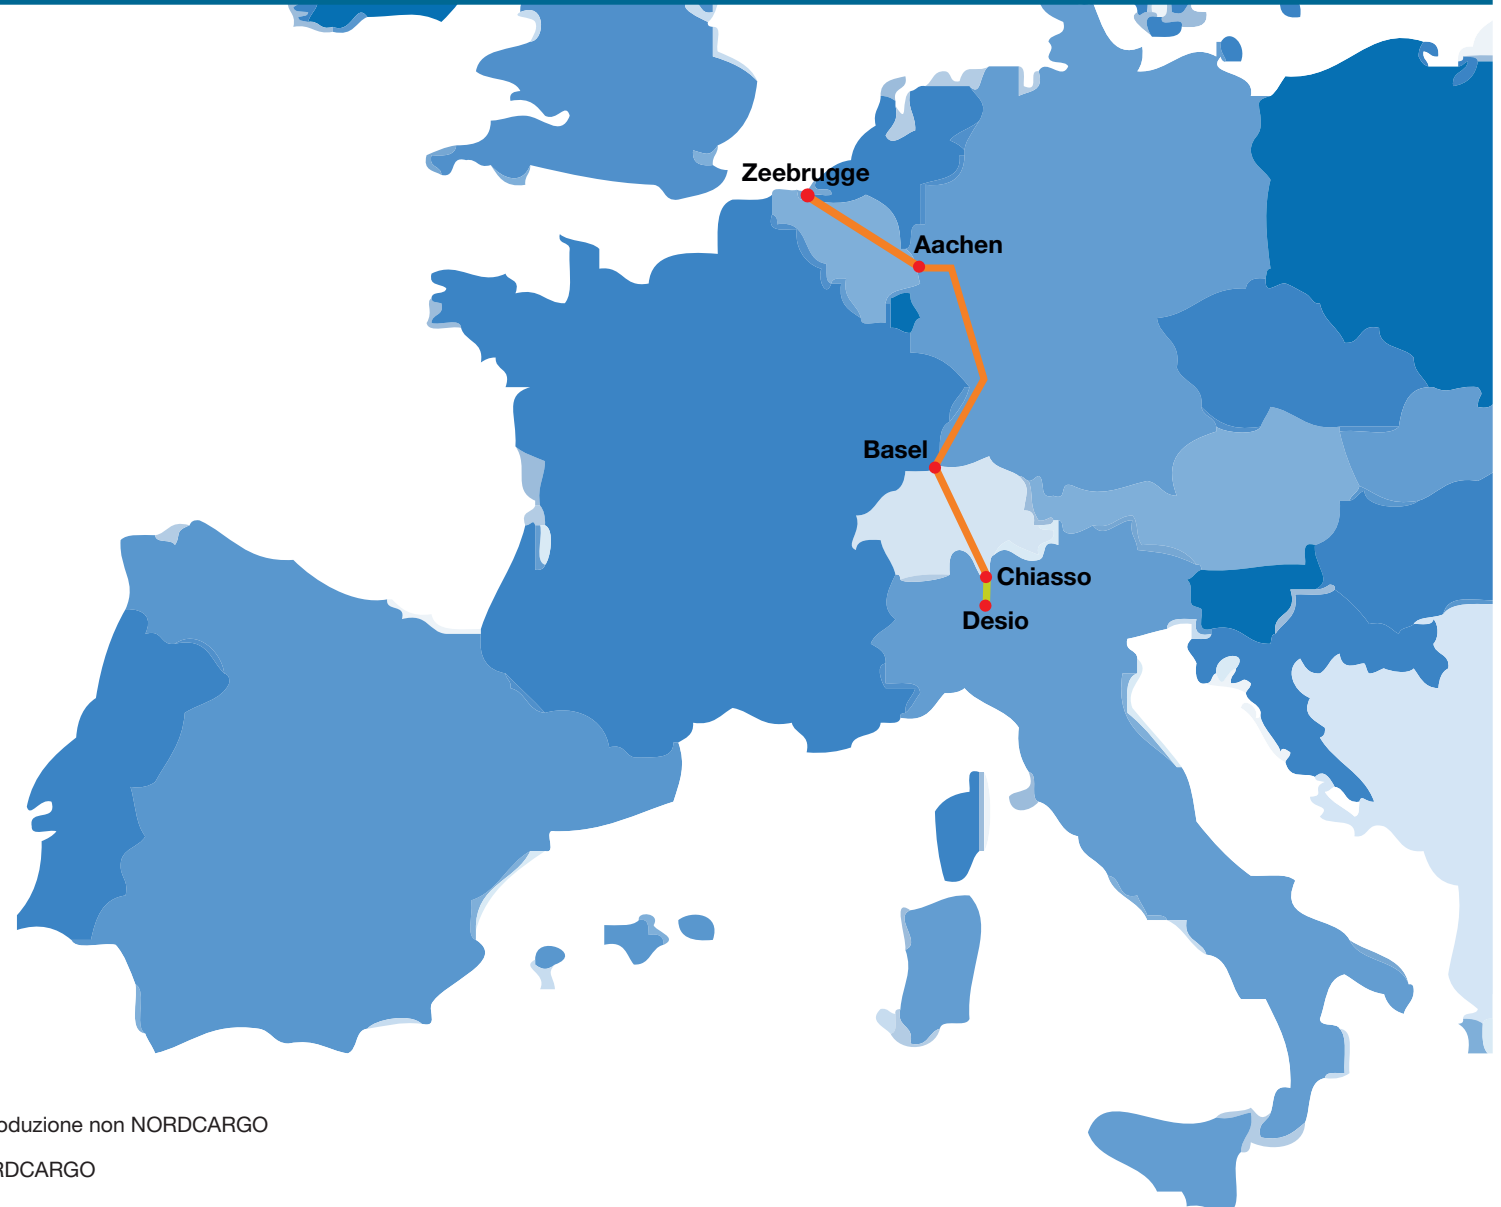 Zeebrugge
Aachen
Basel
Chiasso
Desio
oduzione non NORDCARGO
RDCARGO